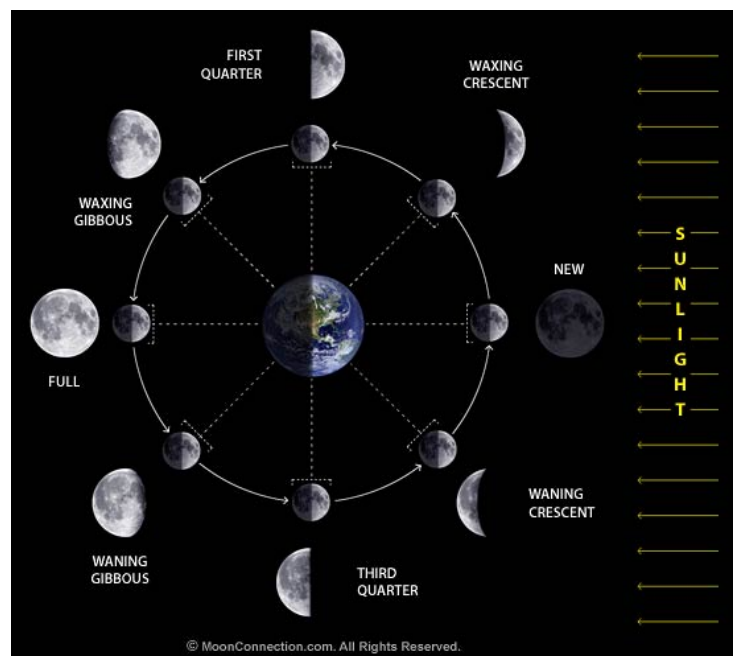 FIRST
QUARTER
WAXING
CRESCENT
WAXING
GIBBOUS
NEW
SUNLIGHT
FULL
WANING
CRESCENT
WANING
GIBBOUS
THIRD
QUARTER
© MoonConnection.com. All Rights Reserved.